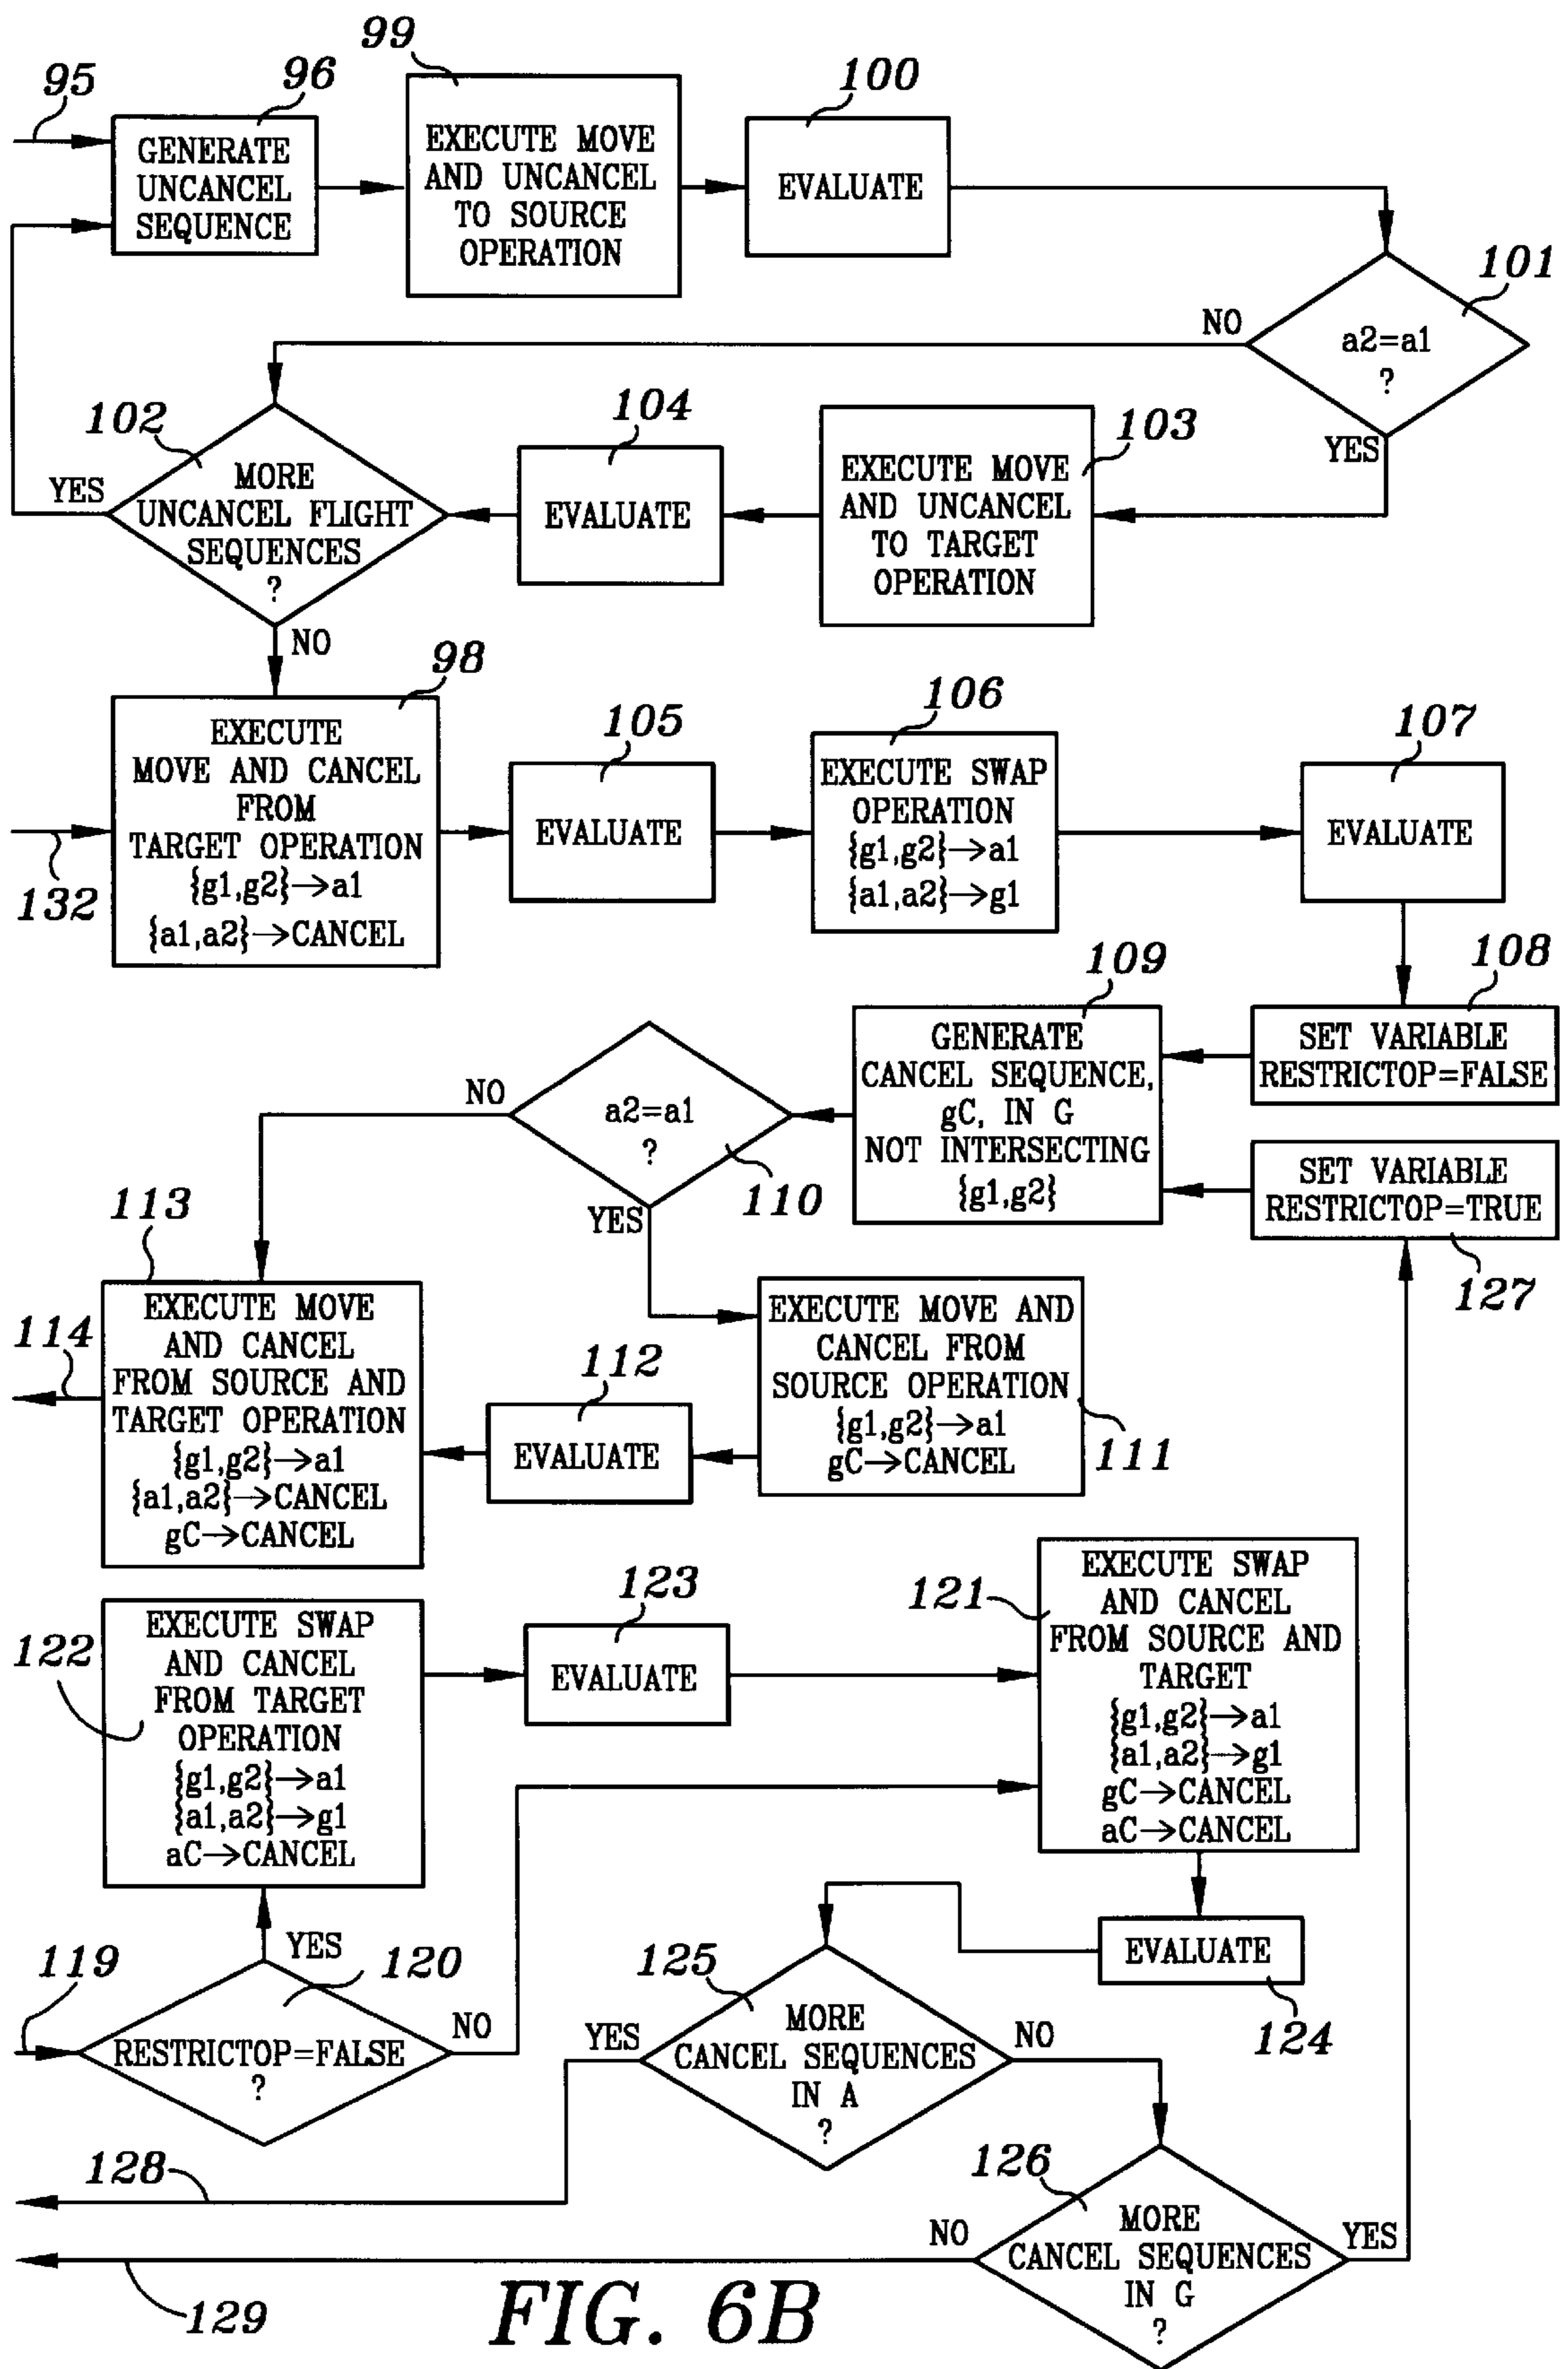 95
96
GENERATE
UNCANCEL
SEQUENCE
99
EXECUTE MOVE
AND UNCANCEL
TO SOURCE
OPERATION
100
EVALUATE
101
a2=a1
?
NO
YES
102
MORE
UNCANCEL FLIGHT
SEQUENCES
?
YES
NO
104
EVALUATE
103
EXECUTE MOVE
AND UNCANCEL
TO TARGET
OPERATION
98
EXECUTE
MOVE AND CANCEL
FROM
TARGET OPERATION
{g1,g2}→a1
{a1,a2}→CANCEL
132
105
EVALUATE
106
EXECUTE SWAP
OPERATION
{g1,g2}→a1
{a1,a2}→g1
107
EVALUATE
108
SET VARIABLE
RESTRICTOP=FALSE
109
GENERATE
CANCEL SEQUENCE,
gC, IN G
NOT INTERSECTING
{g1,g2}
SET VARIABLE
RESTRICTOP=TRUE
127
NO
a2=a1
?
110
YES
113
EXECUTE MOVE
AND CANCEL
FROM SOURCE AND
TARGET OPERATION
{g1,g2}→a1
{a1,a2}→CANCEL
gC→CANCEL
114
112
EVALUATE
EXECUTE MOVE AND
CANCEL FROM
SOURCE OPERATION
{g1,g2}→a1
gC→CANCEL
111
122
EXECUTE SWAP
AND CANCEL
FROM TARGET
OPERATION
{g1,g2}→a1
{a1,a2}→g1
aC→CANCEL
123
EVALUATE
121
EXECUTE SWAP
AND CANCEL
FROM SOURCE AND
TARGET
{g1,g2}→a1
{a1,a2}→g1
gC→CANCEL
aC→CANCEL
119
YES
120
RESTRICTOP=FALSE
?
NO
EVALUATE
124
125
MORE
CANCEL SEQUENCES
IN A
?
YES
NO
128
126
MORE
CANCEL SEQUENCES
IN G
?
NO
YES
129
FIG. 6B